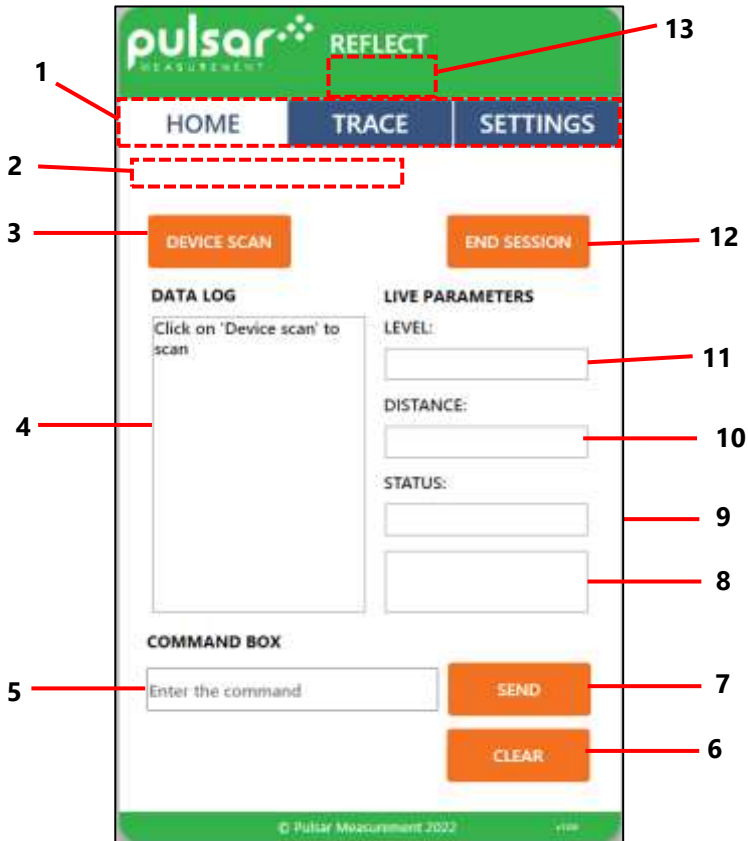 pulsar
MEASUREMENT
REFLECT
13
1
HOME TRACE SETTINGS
2
3
DEVICE SCAN
END SESSION
12
DATA LOG
LIVE PARAMETERS
Click on 'Device scan' to
scan
LEVEL:
11
DISTANCE:
4
10
STATUS:
9
8
COMMAND BOX
5
Enter the command
SEND
7
CLEAR
6
© Pulsar Measurement 2022